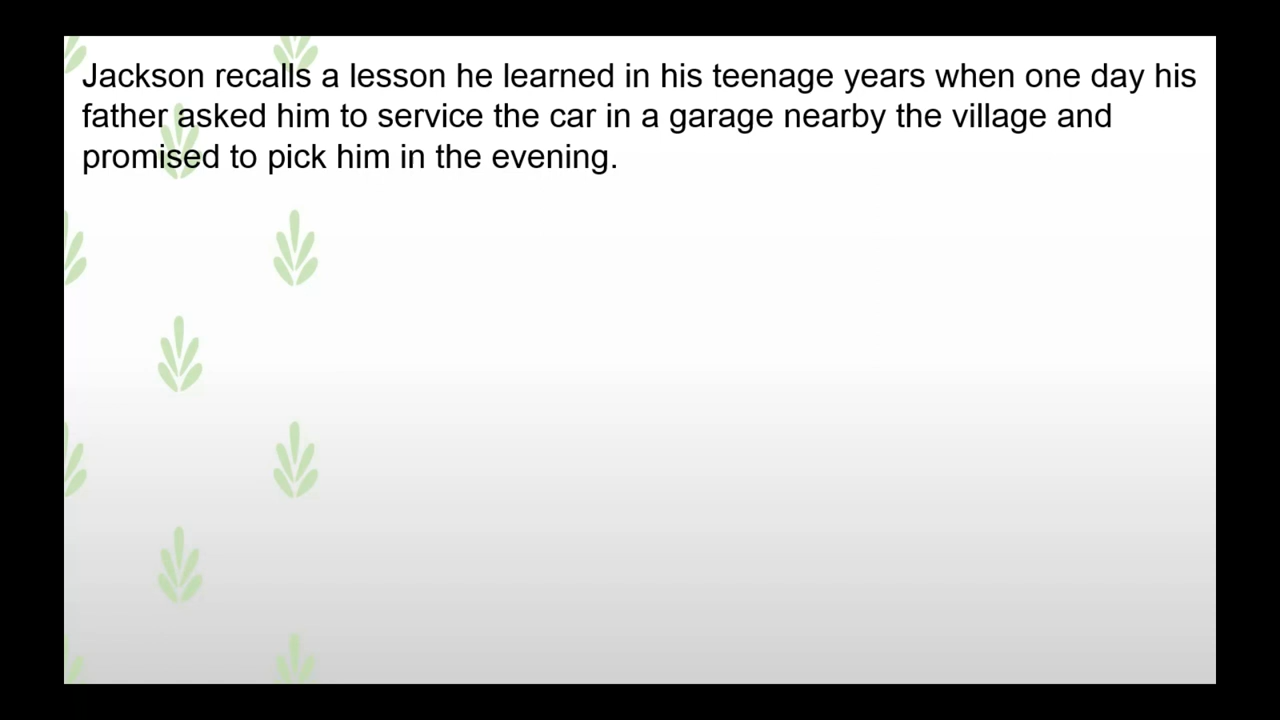 Jackson recalls a lesson he learned in his teenage years when one day his
father asked him to service the car in a garage nearby the village and
promised to pick him in the evening.